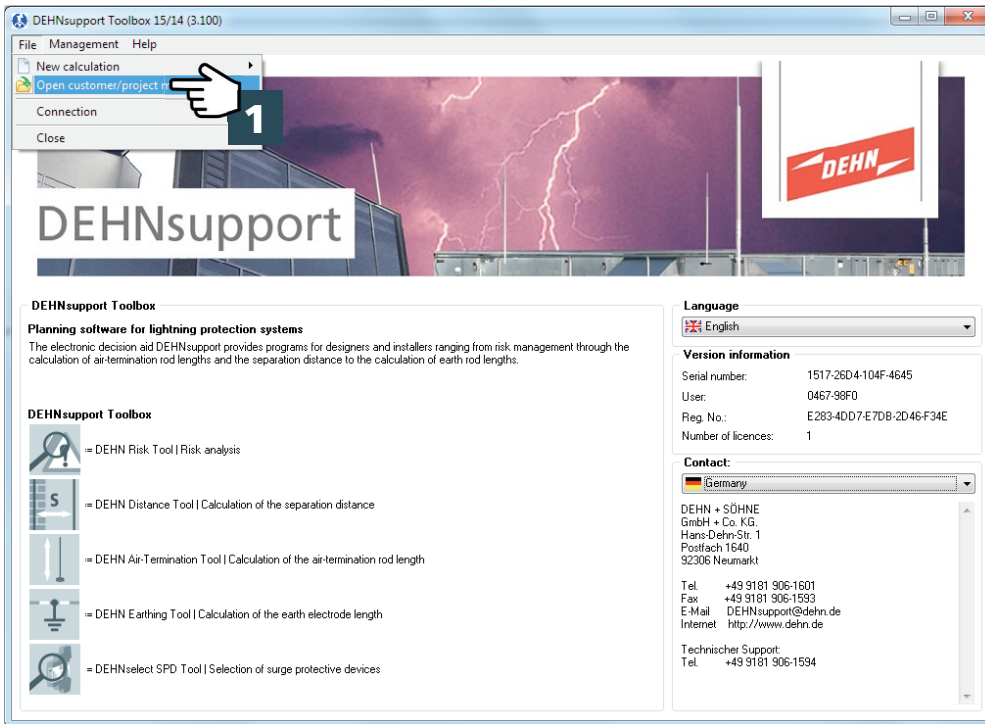 DEHNsupport Toolbox 15/14 (3.100)
File Management Help
New calculation
Open customer/project m
1
Connection
Close
DEHN
DEHNsupport
DEHNsupport Toolbox
Planning software for lightning protection systems
The electronic decision aid DEHNsupport provides programs for designers and installers ranging from risk management through the
calculation of air-termination rod lengths and the separation distance to the calculation of earth rod lengths.
DEHNsupport Toolbox
= DEHN Risk Tool | Risk analysis
S
= DEHN Distance Tool | Calculation of the separation distance
= DEHN Air-Termination Tool | Calculation of the air-termination rod length
= DEHN Earthing Tool | Calculation of the earth electrode length
= DEHNselect SPD Tool | Selection of surge protective devices
Language
English
Version information
Serial number: 1517-26D4-104F-4645
User: 0467-98F0
Reg. No.: E283-4DD7-E7DB-2D46-F34E
Number of licences: 1
Contact:
Germany
DEHN + SÖHNE
GmbH + Co. KG.
Hans-Dehn-Str. 1
Postfach 1640
92306 Neumarkt
Tel. +49 9181 906-1601
Fax +49 9181 906-1593
E-Mail DEHNsupport@dehn.de
Internet http://www.dehn.de
Technischer Support:
Tel. +49 9181 906-1594